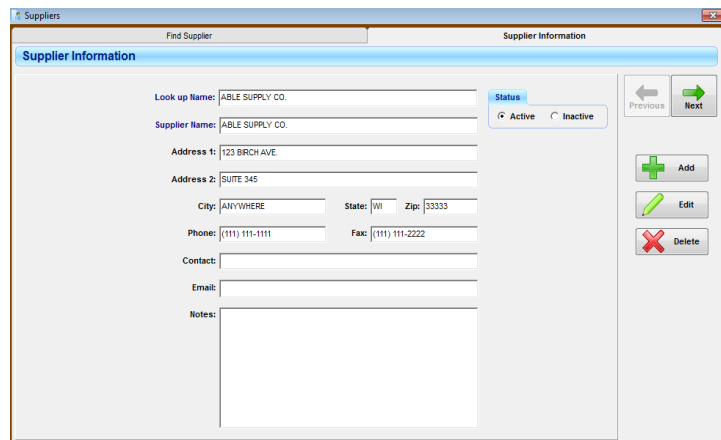 Suppliers
Find Supplier Supplier Information
Supplier Information
Look up Name: ABLE SUPPLY CO.
Status
Active Inactive
Previous Next
Supplier Name: ABLE SUPPLY CO.
Address 1: 123 BIRCH AVE.
Address 2: SUITE 345
Add
City: ANYWHERE State: WI Zip: 33333
Edit
Phone: (111) 111-1111 Fax: (111) 111-2222
Delete
Contact:
Email:
Notes: